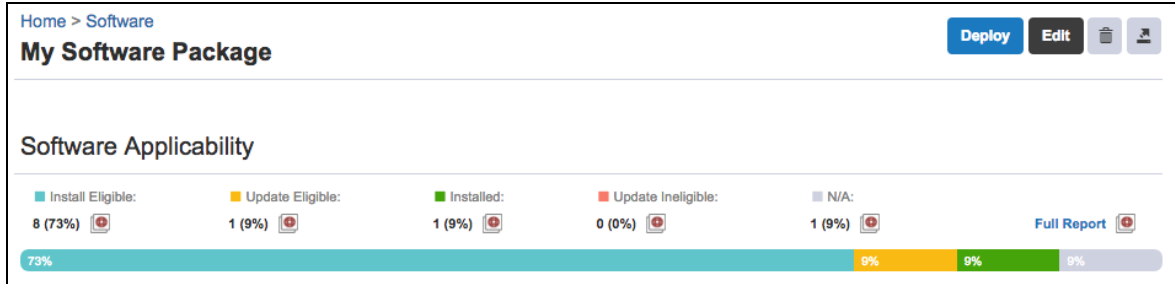 Home > Software
My Software Package
Deploy Edit
Software Applicability
Install Eligible: Update Eligible: Installed: Update Ineligible: N/A:
8 (73%) 1 (9%) 1 (9%) 0 (0%) 1 (9%) Full Report
73% 9% 9% 9%